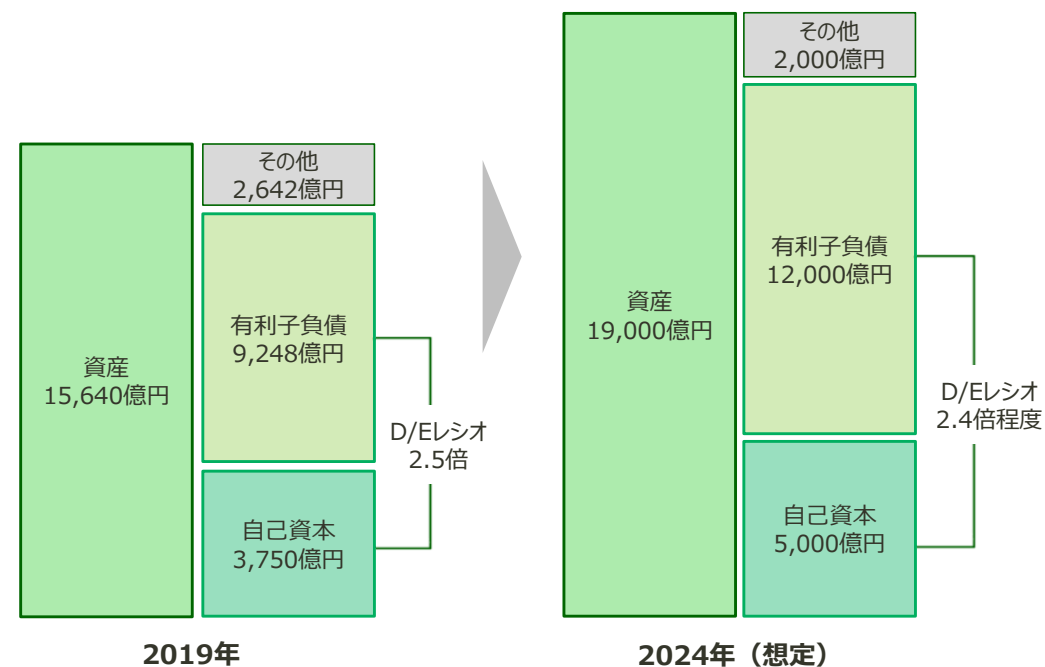 資産
15,640億円
その他
2,642億円
有利子負債
9,248億円
自己資本
3,750億円
D/Eレシオ
2.5倍
2019年
資産
19,000億円
その他
2,000億円
有利子負債
12,000億円
自己資本
5,000億円
D/Eレシオ
2.4倍程度
2024年（想定）